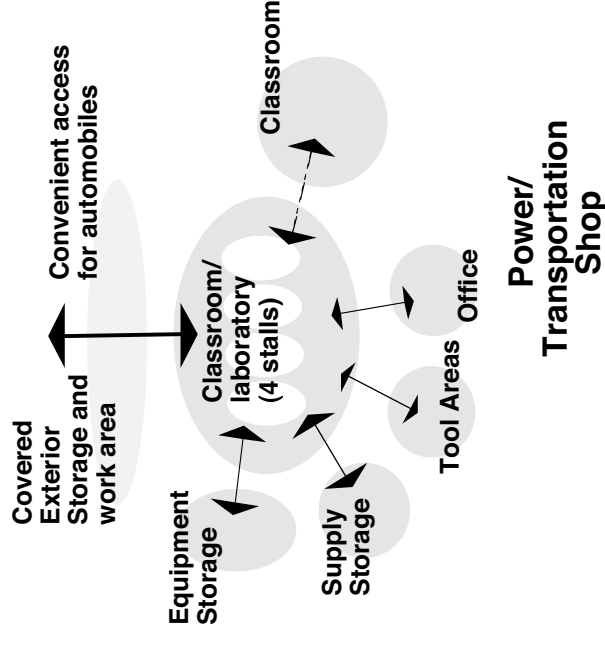 Covered
Exterior
Storage and
work area
Convenient access
for automobiles
Equipment
Storage
Classroom/
laboratory
(4 stalls)
Classroom
Supply
Storage
Tool Areas
Office
Power/
Transportation
Shop